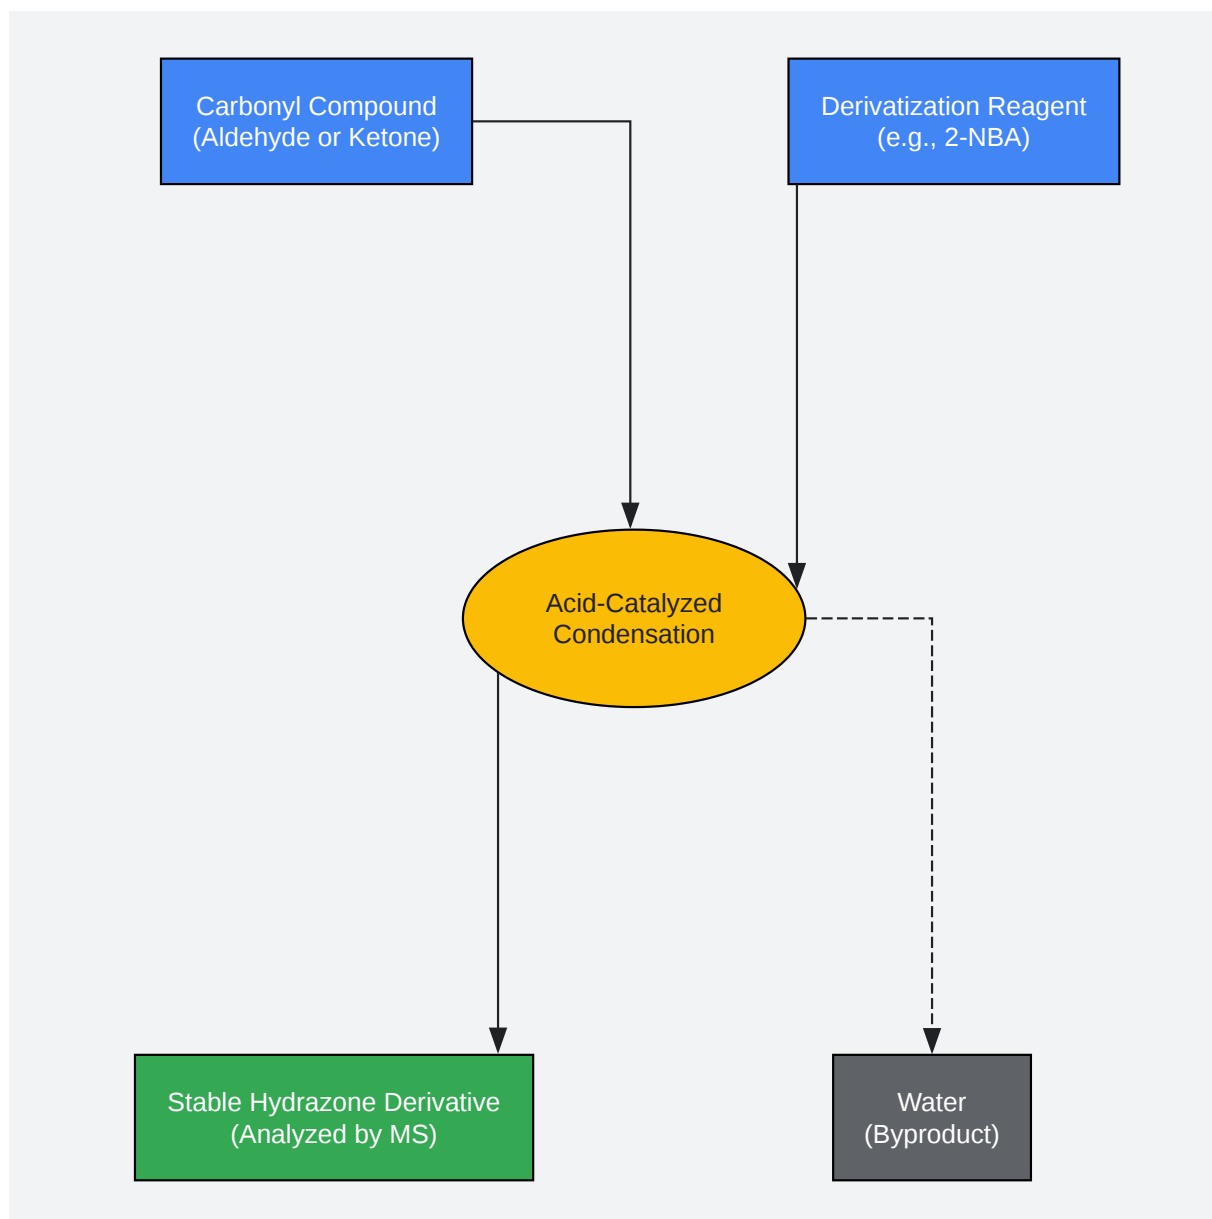 Carbonyl Compound
(Aldehyde or Ketone)
Derivatization Reagent
(e.g., 2-NBA)
Acid-Catalyzed
Condensation
Stable Hydrazone Derivative
(Analyzed by MS)
Water
(Byproduct)